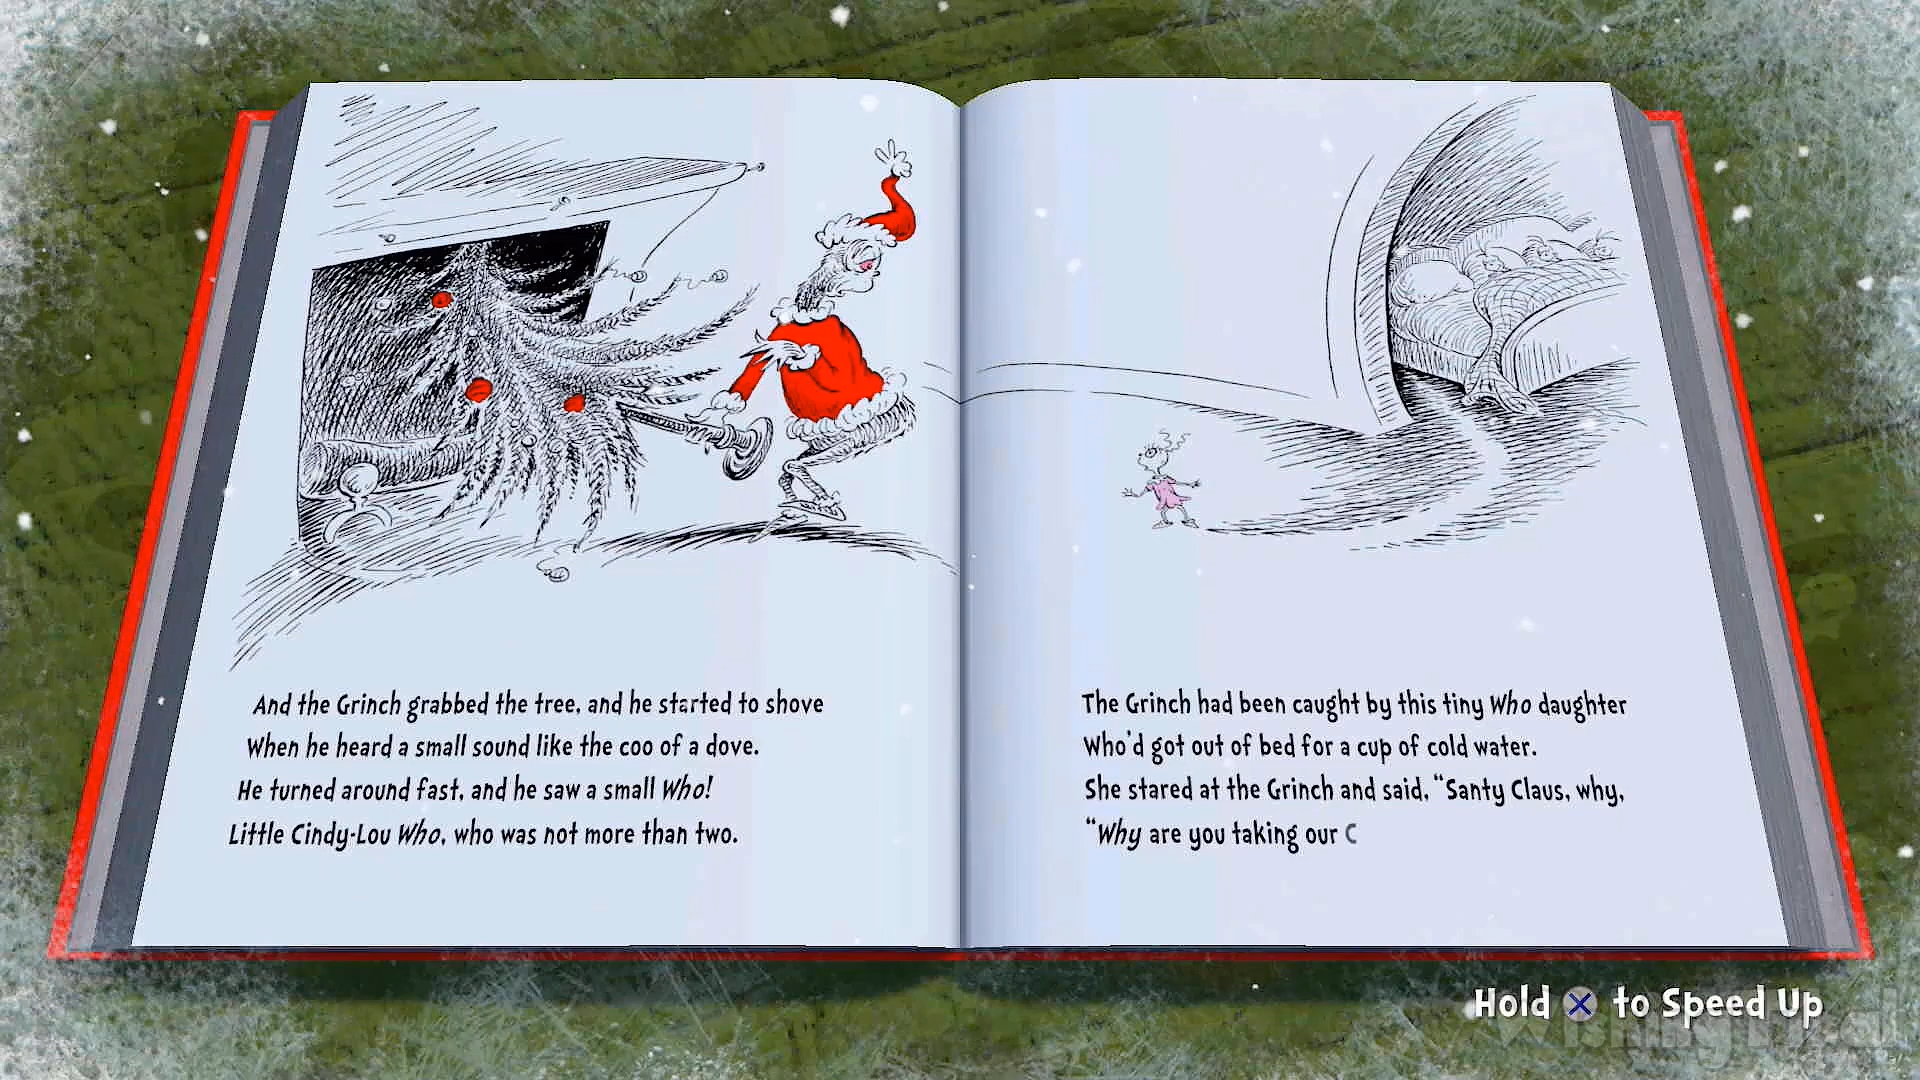 And the Grinch grabbed the tree, and he started to shove
When he heard a small sound like the coo of a dove.
He turned around fast, and he saw a small Who!
Little Cindy-Lou Who, who was not more than two.
The Grinch had been caught by this tiny Who daughter
Who'd got out of bed for a cup of cold water.
She stared at the Grinch and said, “Santy Claus, why,
“Why are you taking our C
Hold X to Speed Up